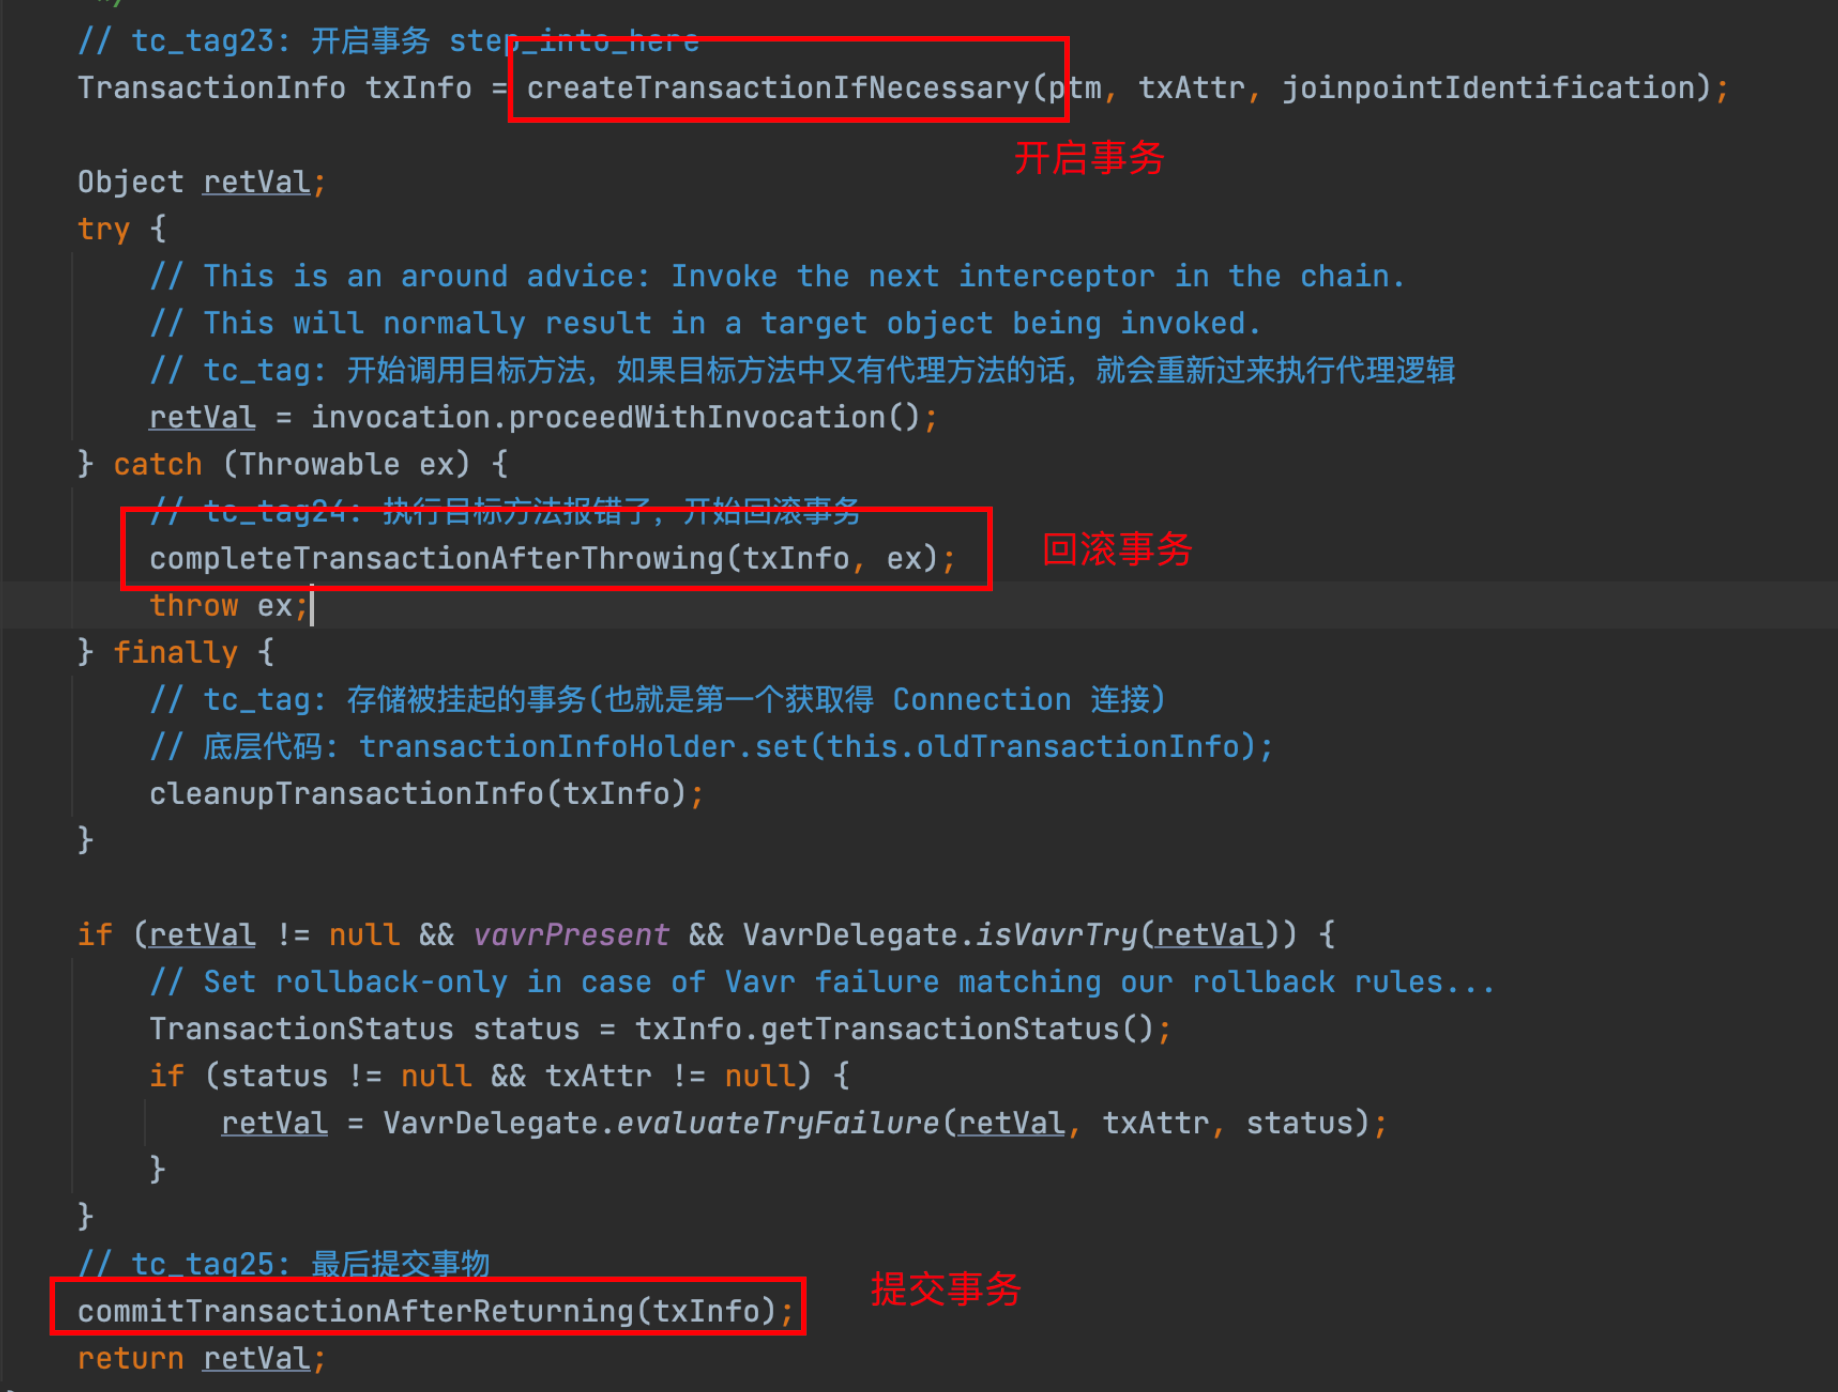 // tc_tag23: 开启事务 step_into_here
TransactionInfo txInfo = createTransactionIfNecessary(ptm, txAttr, joinpointIdentification);
开启事务
Object retVal;
try {
// This is an around advice: Invoke the next interceptor in the chain.
// This will normally result in a target object being invoked.
// tc_tag: 开始调用目标方法，如果目标方法中又有代理方法的话，就会重新过来执行代理逻辑
retVal = invocation.proceedWithInvocation();
} catch (Throwable ex) {
// tc_tag24: 执行目标方法报错了，开始回滚事务
completeTransactionAfterThrowing(txInfo, ex);
回滚事务
throw ex;
} finally {
// tc_tag: 存储被挂起的事务(也就是第一个获取得 Connection 连接)
// 底层代码: transactionInfoHolder.set(this.oldTransactionInfo);
cleanupTransactionInfo(txInfo);
}
if (retVal != null && vavrPresent && VavrDelegate.isVavrTry(retVal)) {
// Set rollback-only in case of Vavr failure matching our rollback rules...
TransactionStatus status = txInfo.getTransactionStatus();
if (status != null && txAttr != null) {
retVal = VavrDelegate.evaluateTryFailure(retVal, txAttr, status);
}
}
// tc_tag25: 最后提交事物
commitTransactionAfterReturning(txInfo);
提交事务
return retVal;